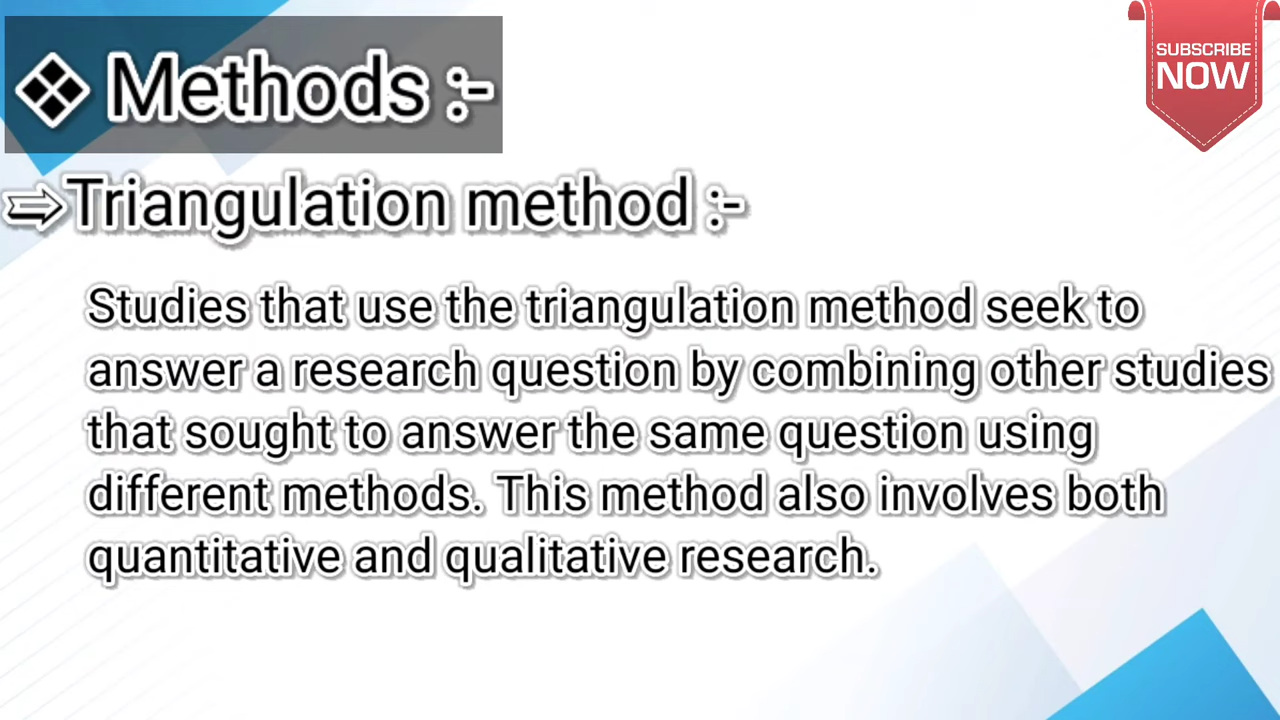 ❖ Methods :-
SUBSCRIBE
NOW
⇨Triangulation method :-
Studies that use the triangulation method seek to
answer a research question by combining other studies
that sought to answer the same question using
different methods. This method also involves both
quantitative and qualitative research.